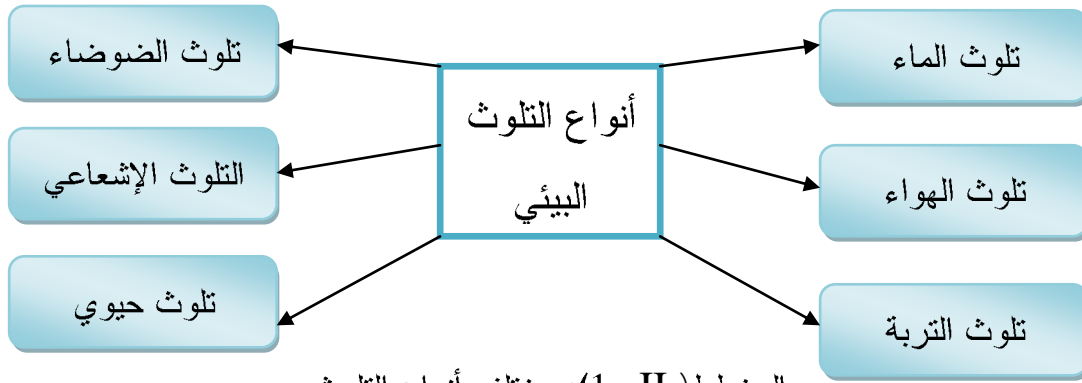 أنواع التلوث
البيئي
تلوث الماء
تلوث الهواء
تلوث التربة
تلوث الضوضاء
التلوث الإشعاعي
تلوث حيوي